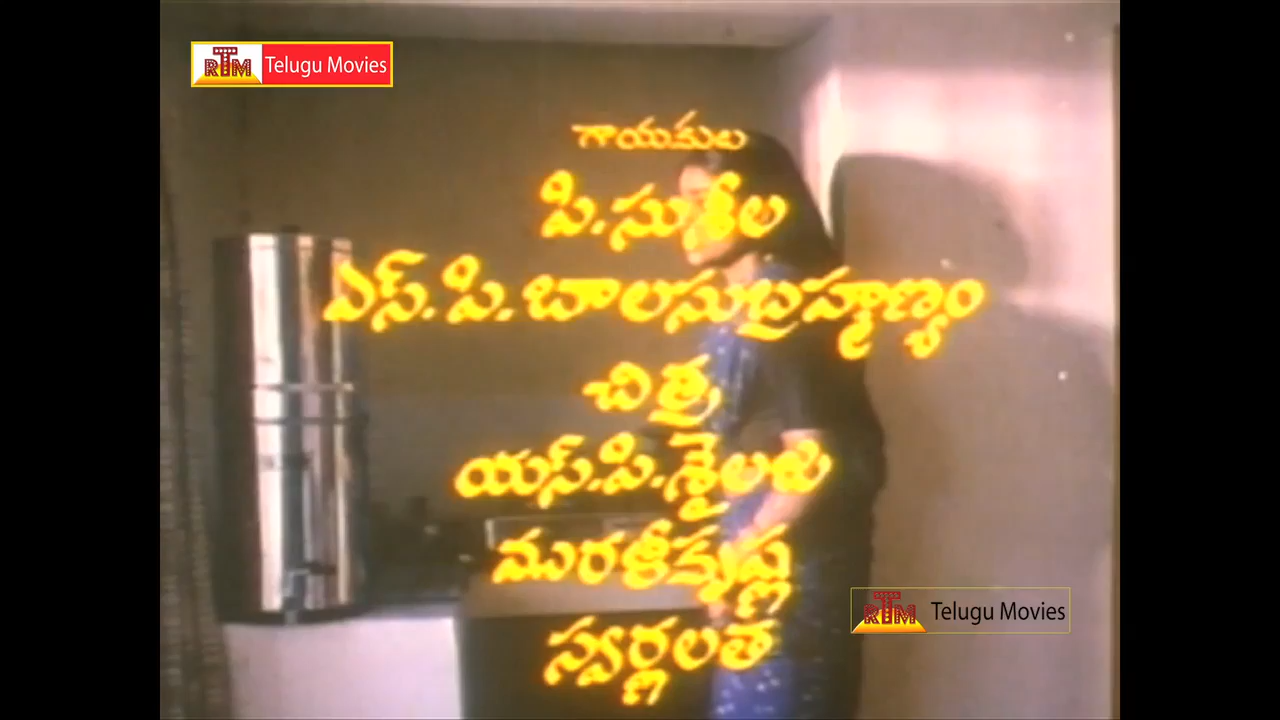 RTM Telugu Movies
గాయకుల
పి.సుశీల
ఎస్.పి.బాలసుబ్రహ్మణ్యం
చిత్ర
యస్.పి.శైలజ
మురళీకృష్ణ
స్వర్ణలత
RTM Telugu Movies